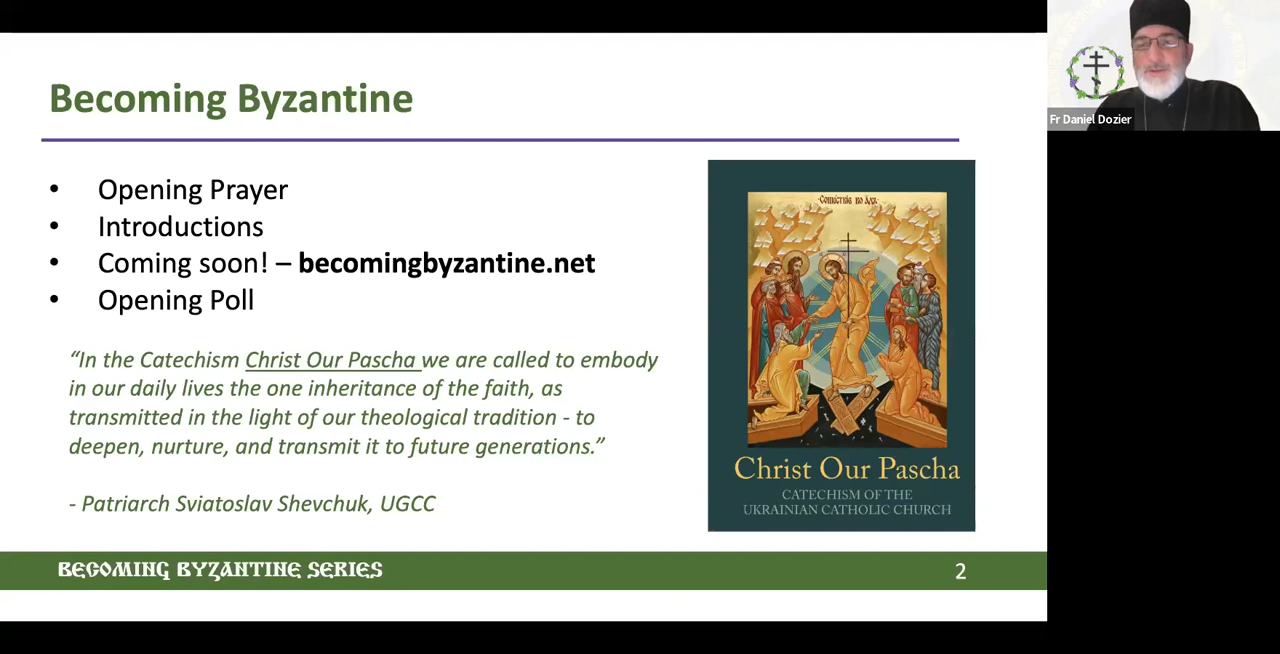 Becoming Byzantine
• Opening Prayer
• Introductions
• Coming soon! – becomingbyzantine.net
• Opening Poll
“In the Catechism Christ Our Pascha we are called to embody
in our daily lives the one inheritance of the faith, as
transmitted in the light of our theological tradition - to
deepen, nurture, and transmit it to future generations.”
- Patriarch Sviatoslav Shevchuk, UGCC
Christ Our Pascha
CATECHISM OF THE
UKRAINIAN CATHOLIC CHURCH
BECOMING BYZANTINE SERIES
2
Fr Daniel Dozier